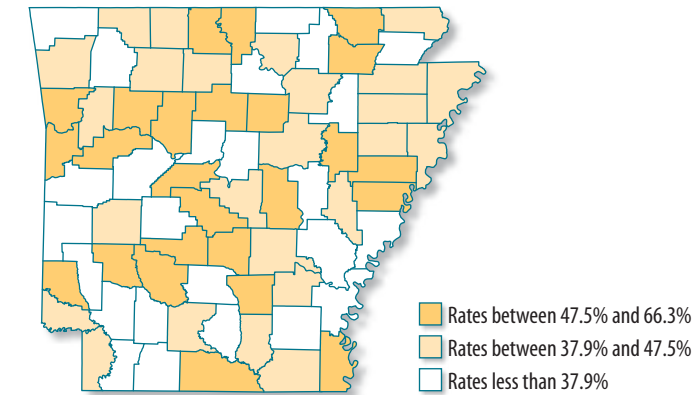 Rates between 47.5% and 66.3%
Rates between 37.9% and 47.5%
Rates less than 37.9%